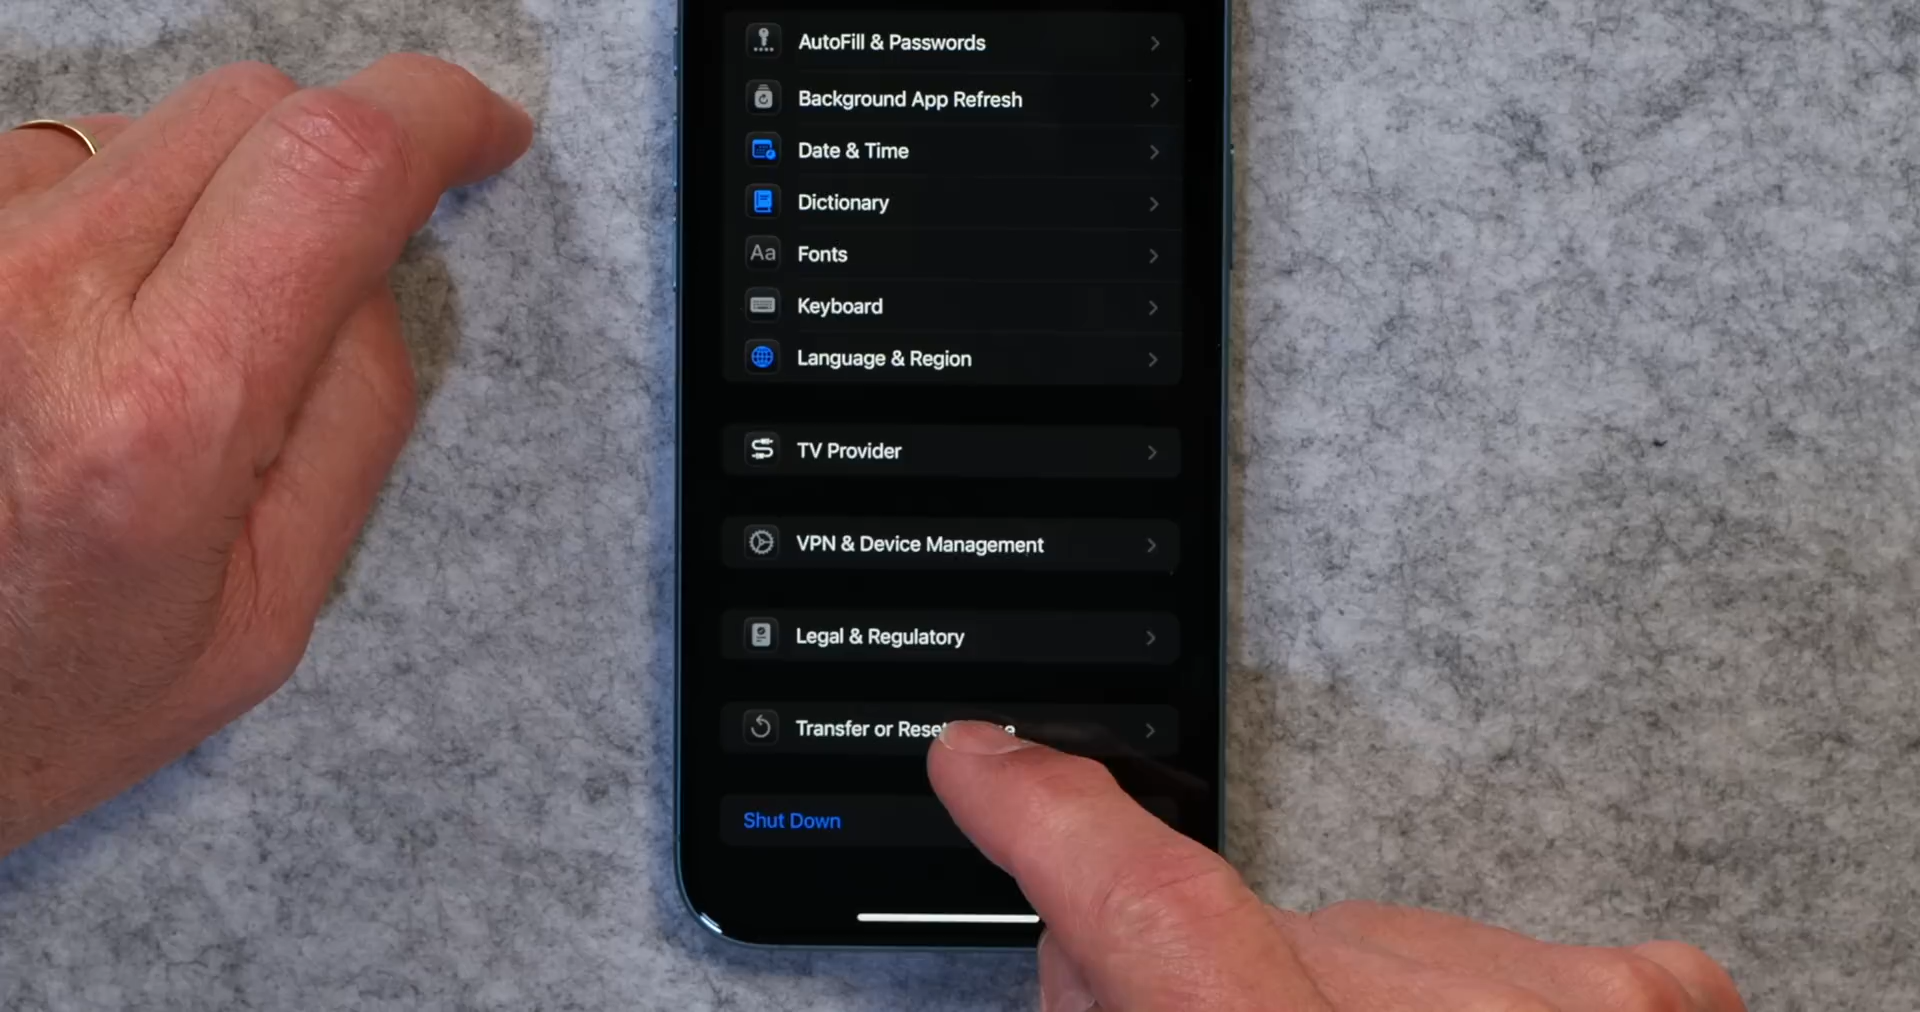 AutoFill & Passwords
Background App Refresh
Date & Time
Dictionary
Aa Fonts
Keyboard
Language & Region
TV Provider
VPN & Device Management
Legal & Regulatory
Transfer or Reset
Shut Down